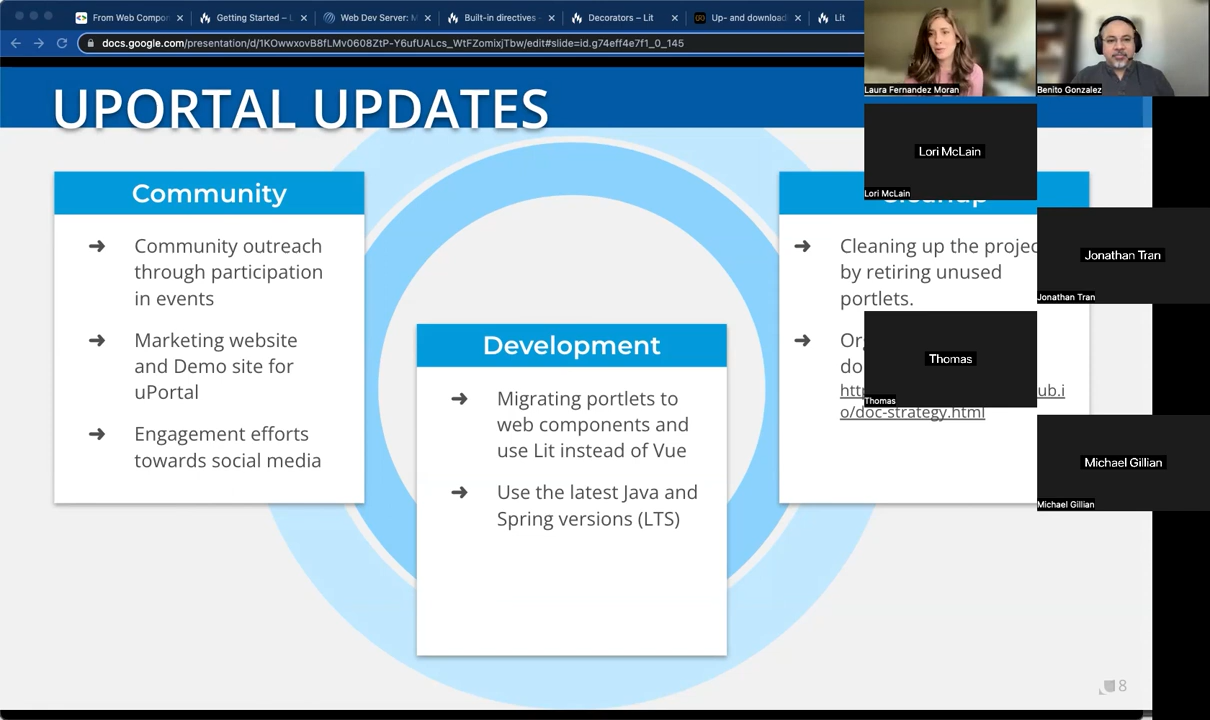 From Web Compon
Getting Started – L
Web Dev Server: M
Built-in directives -
Decorators – Lit
Up- and download
Lit
docs.google.com/presentation/d/1KOwwxovB8fLMv0608ZtP-Y6ufUALcs_WtFZomixjTbw/edit#slide=id.g74eff4e7f1_0_145
Laura Fernandez Moran
Benito Gonzalez
UPORTAL UPDATES
Community
Community outreach
through participation
in events
Marketing website
and Demo site for
uPortal
Engagement efforts
towards social media
Development
Migrating portlets to
web components and
use Lit instead of Vue
Use the latest Java and
Spring versions (LTS)
Cleaning up the projec
by retiring unused
portlets.
Or
do
htt
ub.i
o/doc-strategy.html
Lori McLain
Lori McLain
Jonathan Tran
Jonathan Tran
Thomas
Thomas
Michael Gillian
Michael Gillian
8